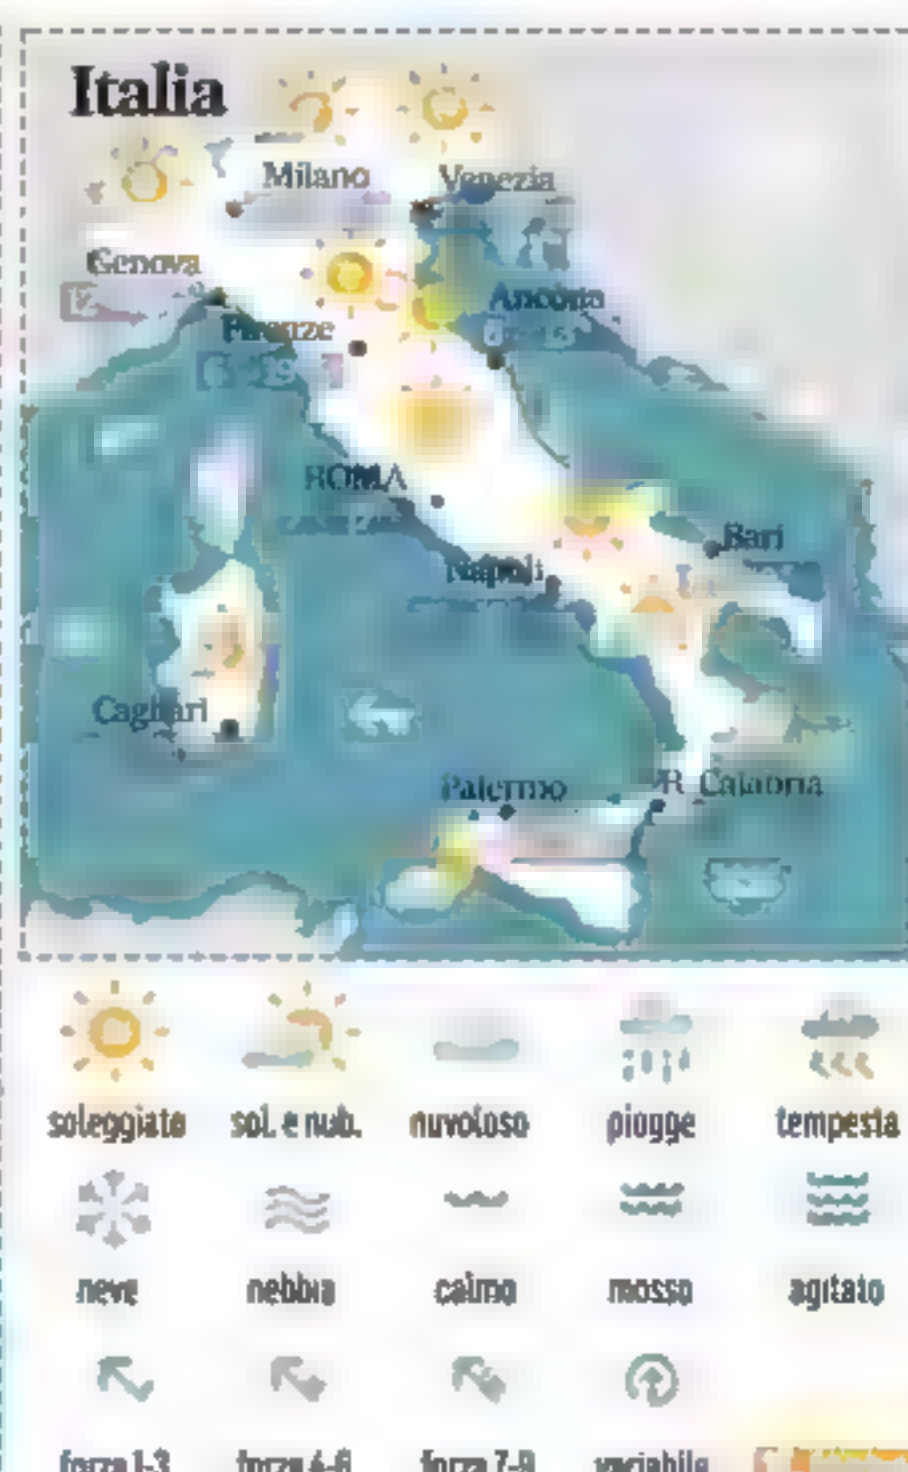 Italia
Milano
Venezia
Genova
Ancona
Firenze
ROMA
Bari
Napoli
Cagliari
Palermo
R. Calabria
soleggiato
sol. e nub.
nuvoloso
piogge
tempesta
neve
nebbia
calmo
mosso
agitato
forza 1-3
forza 4-6
forza 7-9
variabile